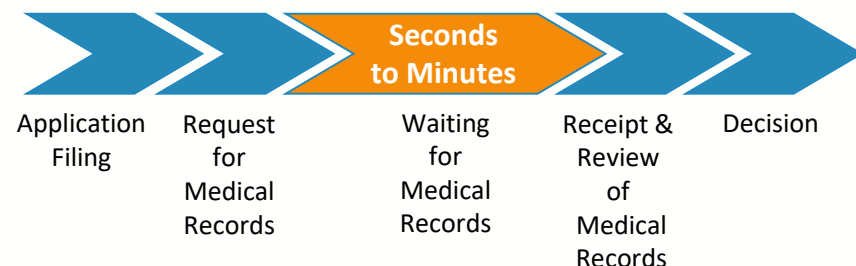 Seconds
to Minutes
Application
Filing
Request
for
Medical
Records
Waiting
for
Medical
Records
Receipt &
Review
of
Medical
Records
Decision